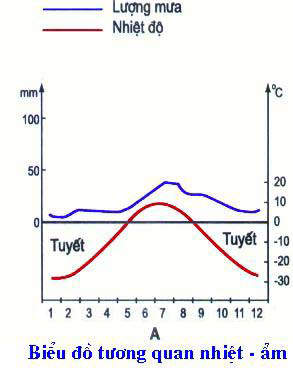 Lượng mưa
Nhiệt độ
mm
°C
100
50
0
20
10
0
-10
-20
-30
Tuyết
Tuyết
1 2 3 4 5 6 7 8 9 10 11 12
A
Biểu đồ tương quan nhiệt - ẩm